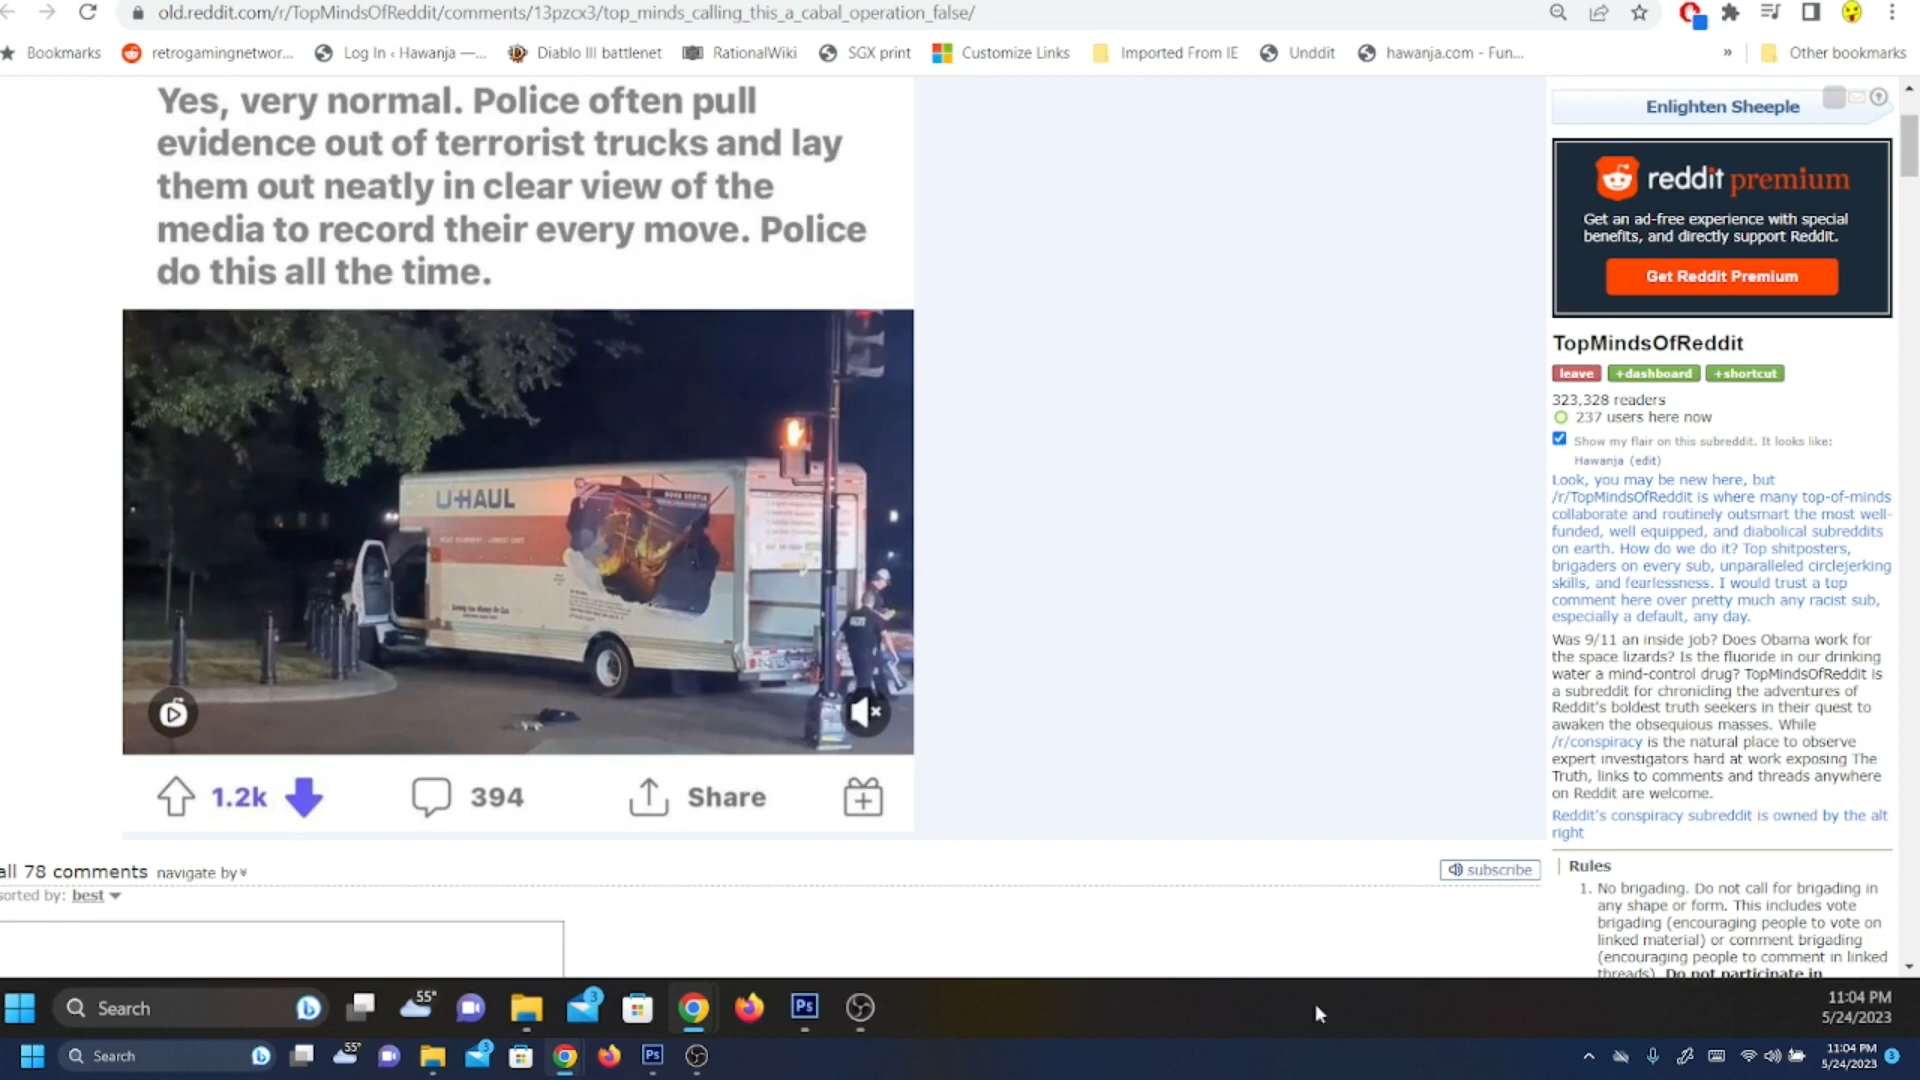 old.reddit.com/r/TopMindsOfReddit/comments/13pzcx3/top_minds_calling_this_a_cabal_operation_false/
Bookmarks retrogamingnetwor... Log In ‹ Hawanja —... Diablo III battlenet RationalWiki SGX print Customize Links Imported From IE Unddit hawanja.com - Fun... » Other bookmarks
Yes, very normal. Police often pull
evidence out of terrorist trucks and lay
them out neatly in clear view of the
media to record their every move. Police
do this all the time.
U-HAUL
NOVA SCOTIA
1.2k 394 Share
all 78 comments navigate by
subscribe
sorted by: best
Enlighten Sheeple
reddit premium
Get an ad-free experience with special
benefits, and directly support Reddit.
Get Reddit Premium
TopMindsOfReddit
leave +dashboard +shortcut
323,328 readers
237 users here now
Show my flair on this subreddit. It looks like:
Hawanja (edit)
Look, you may be new here, but
/r/TopMindsOfReddit is where many top-of-minds
collaborate and routinely outsmart the most well-
funded, well equipped, and diabolical subreddits
on earth. How do we do it? Top shitposters,
brigaders on every sub, unparalleled circlejerking
skills, and fearlessness. I would trust a top
comment here over pretty much any racist sub,
especially a default, any day.
Was 9/11 an inside job? Does Obama work for
the space lizards? Is the fluoride in our drinking
water a mind-control drug? TopMindsOfReddit is
a subreddit for chronicling the adventures of
Reddit's boldest truth seekers in their quest to
awaken the obsequious masses. While
/r/conspiracy is the natural place to observe
expert investigators hard at work exposing The
Truth, links to comments and threads anywhere
on Reddit are welcome.
Reddit's conspiracy subreddit is owned by the alt
right
Rules
1. No brigading. Do not call for brigading in
any shape or form. This includes vote
brigading (encouraging people to vote on
linked material) or comment brigading
(encouraging people to comment in linked
threads). Do not participate in
Search 55° 3 Ps 11:04 PM
5/24/2023
Search 55° 3 Ps 11:04 PM
5/24/2023 3